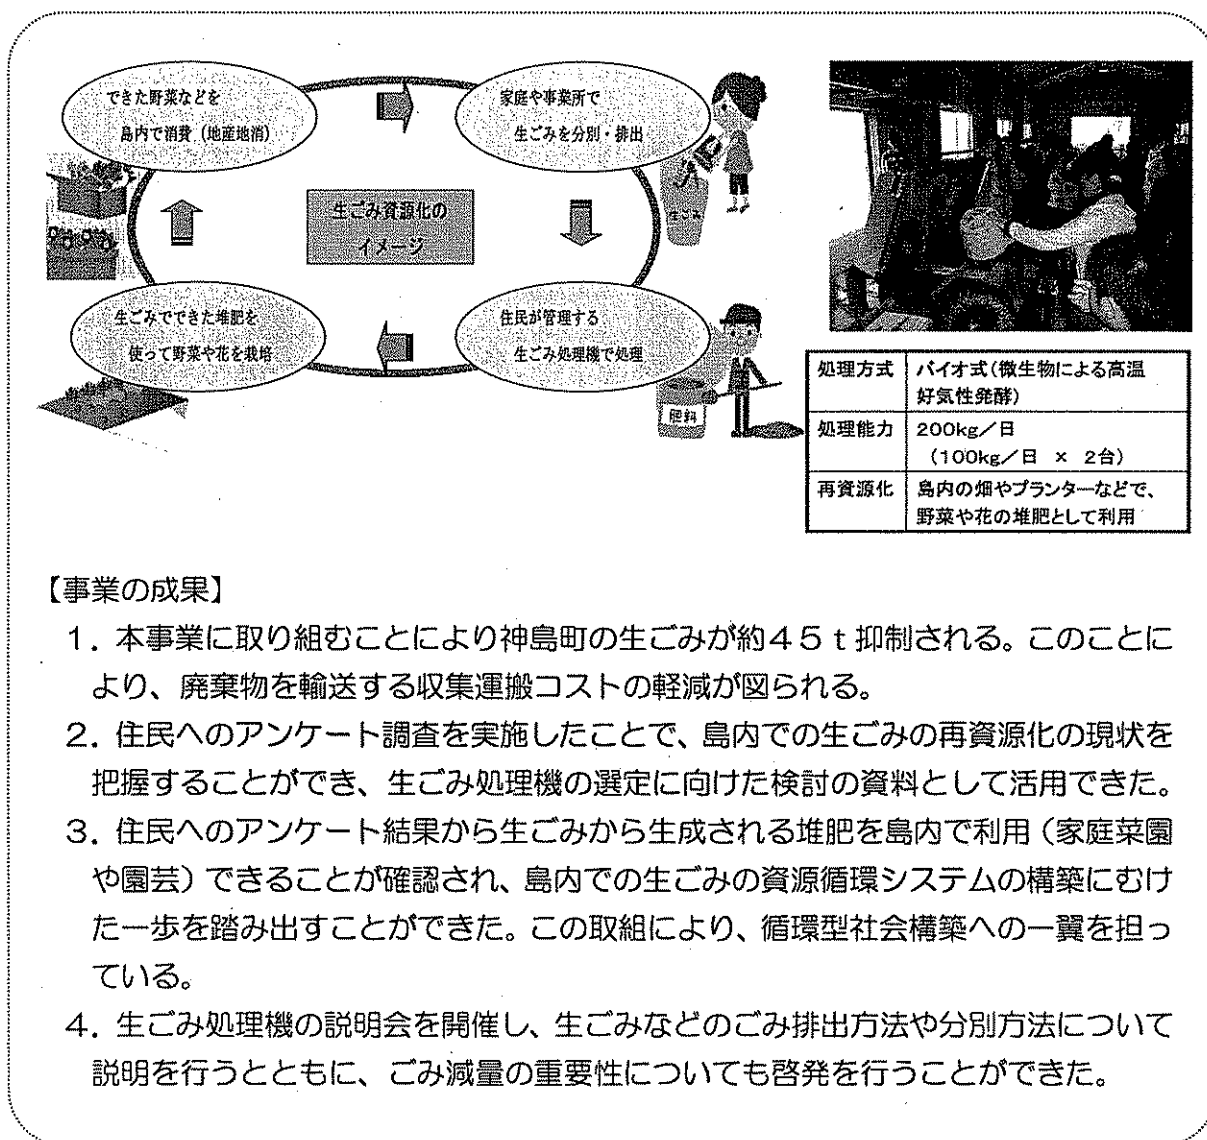 できた野菜などを
島内で消費（地産地消）
家庭や事業所で
生ごみを分別・排出
生ごみ
生ごみ資源化の
イメージ
生ごみでできた堆肥を
使って野菜や花を栽培
住民が管理する
生ごみ処理機で処理
肥料
処理方式 バイオ式（微生物による高温
好気性発酵）
処理能力 200kg／日
（100kg／日 × 2台）
再資源化 島内の畑やプランターなどで、
野菜や花の堆肥として利用
【事業の成果】
１．本事業に取り組むことにより神島町の生ごみが約４５ｔ抑制される。このことに
より、廃棄物を輸送する収集運搬コストの軽減が図られる。
２．住民へのアンケート調査を実施したことで、島内での生ごみの再資源化の現状を
把握することができ、生ごみ処理機の選定に向けた検討の資料として活用できた。
３．住民へのアンケート結果から生ごみから生成される堆肥を島内で利用（家庭菜園
や園芸）できることが確認され、島内での生ごみの資源循環システムの構築にむけ
た一歩を踏み出すことができた。この取組により、循環型社会構築への一翼を担っ
ている。
４．生ごみ処理機の説明会を開催し、生ごみなどのごみ排出方法や分別方法について
説明を行うとともに、ごみ減量の重要性についても啓発を行うことができた。